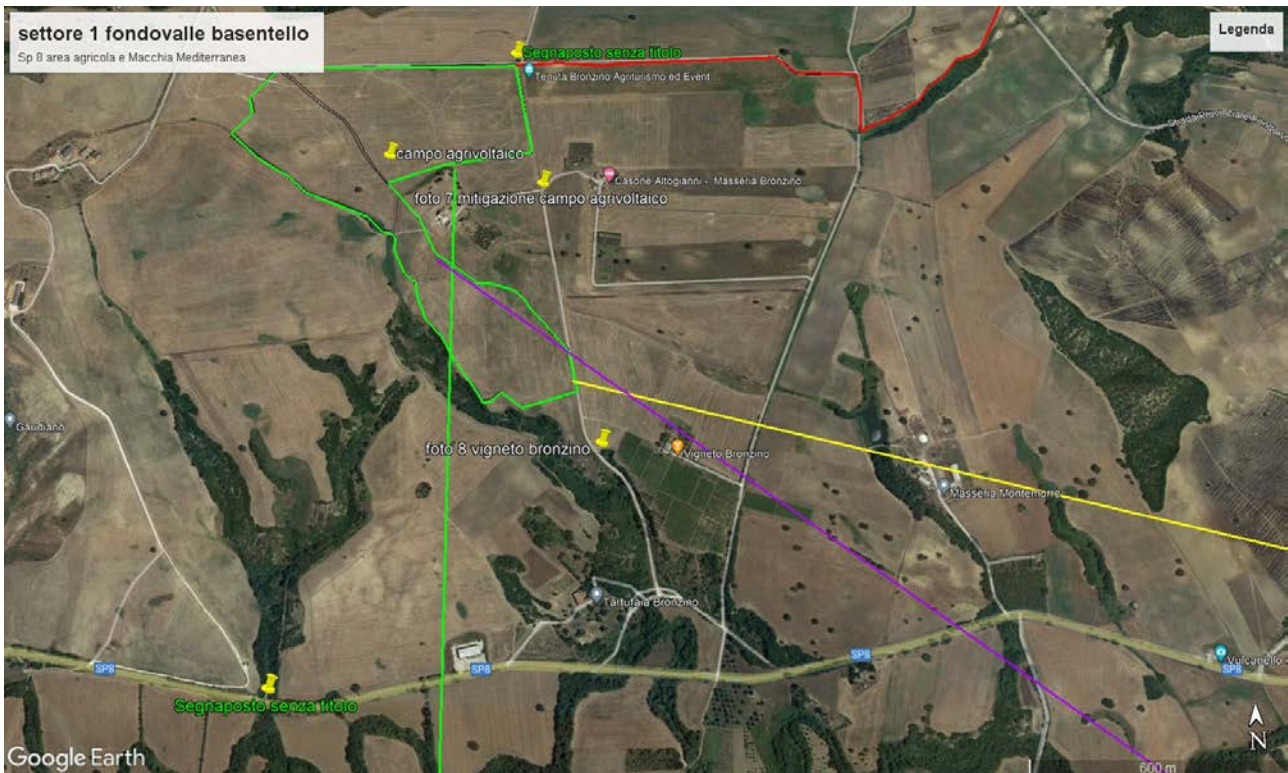 settore 1 fondovalle basentello
Sp 8 area agricola e Macchia Mediterranea
Legenda
Segnaposto senza titolo
Tenuta Bronzino Agriturismo ed Event...
campo agrivoltaico
Casone Altogianni - Masseria Bronzino
foto 7 mitigazione campo agrivoltaico
Strada Provinciale
Gaudiano
foto 8 vigneto bronzino
Vigneto Bronzino
Masseria Montemorre
Tartufaia Bronzino
SP8
SP8
SP8
SP8
Vulcanello
Segnaposto senza titolo
N
Google Earth
600 m